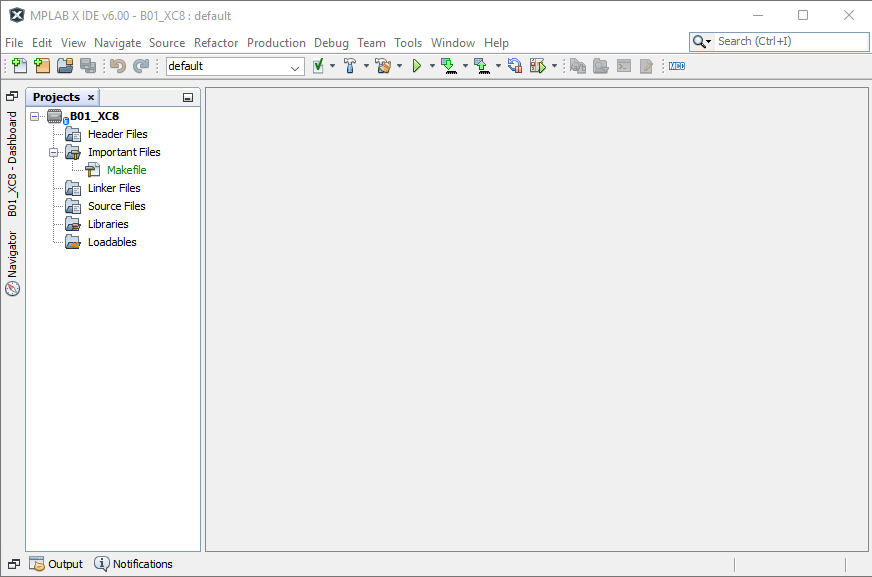 MPLAB X IDE v6.00 - B01_XC8 : default
File Edit View Navigate Source Refactor Production Debug Team Tools Window Help
Search (Ctrl+I)
default
Projects
B01_XC8
Header Files
Important Files
Makefile
Linker Files
Source Files
Libraries
Loadables
B01_XC8 - Dashboard
Navigator
Output
Notifications